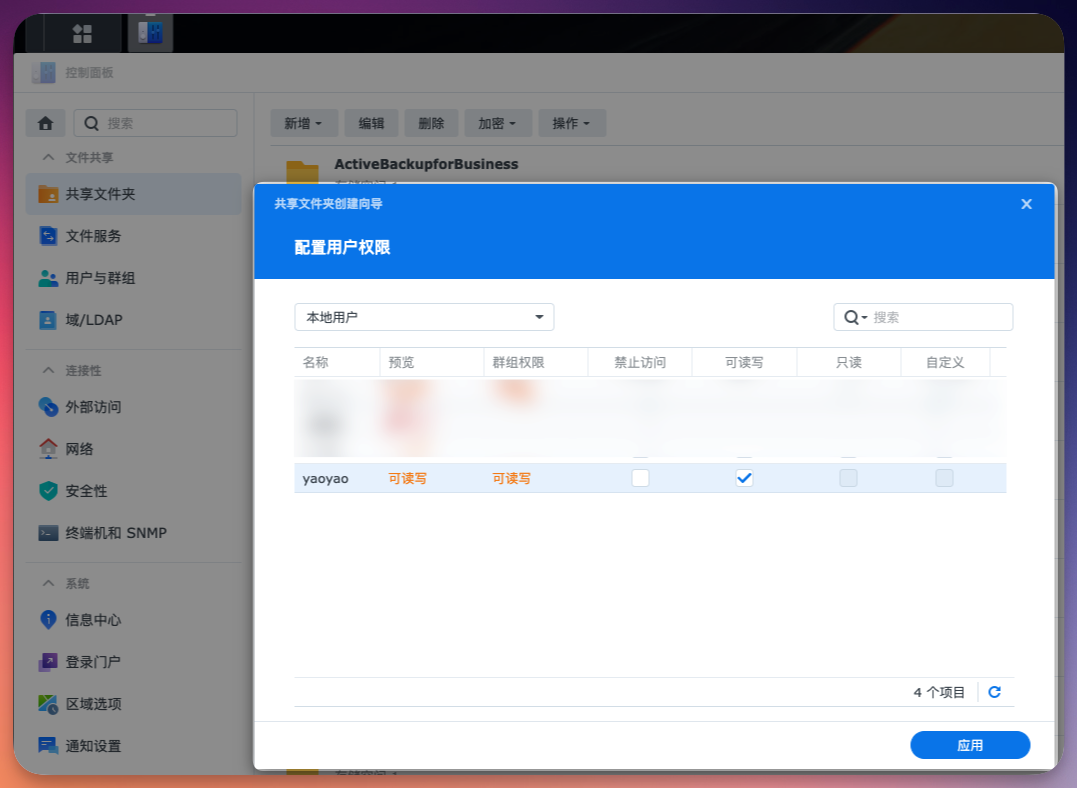 控制面板
搜索
新增 编辑 删除 加密 操作
文件共享
ActiveBackupforBusiness
共享文件夹
文件服务
用户与群组
域/LDAP
连接性
外部访问
网络
安全性
终端机和 SNMP
系统
信息中心
登录门户
区域选项
通知设置
共享文件夹创建向导
配置用户权限
本地用户
搜索
名称 预览 群组权限 禁止访问 可读写 只读 自定义
yaoyao 可读写 可读写
4 个项目
应用